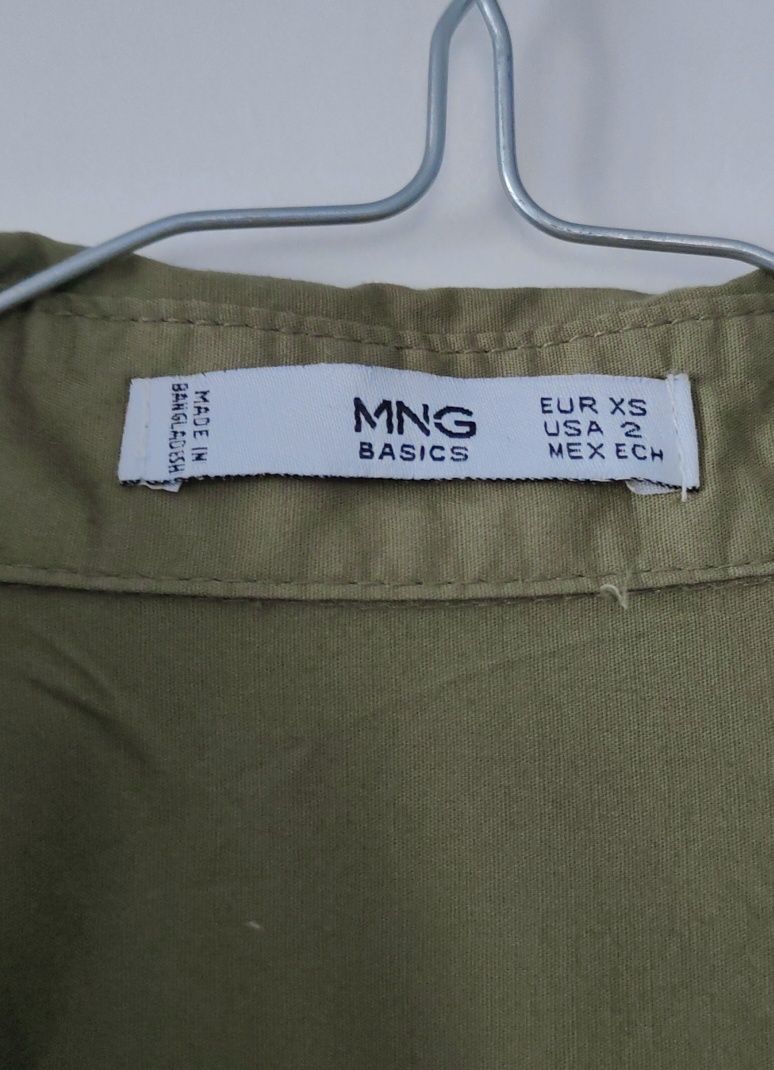 MADE IN
BANGLADESH
MNG
BASICS
EUR XS
USA 2
MEX ECH